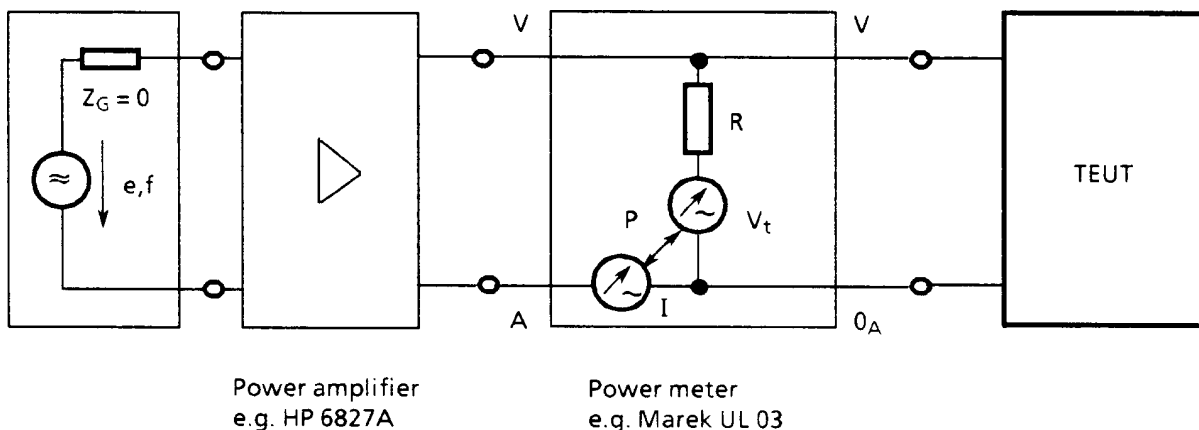 V
V
Z_G = 0
R
e,f
TEUT
P
V_t
I
A
0_A
Power amplifier
e.g. HP 6827A
Power meter
e.g. Marek UL 03